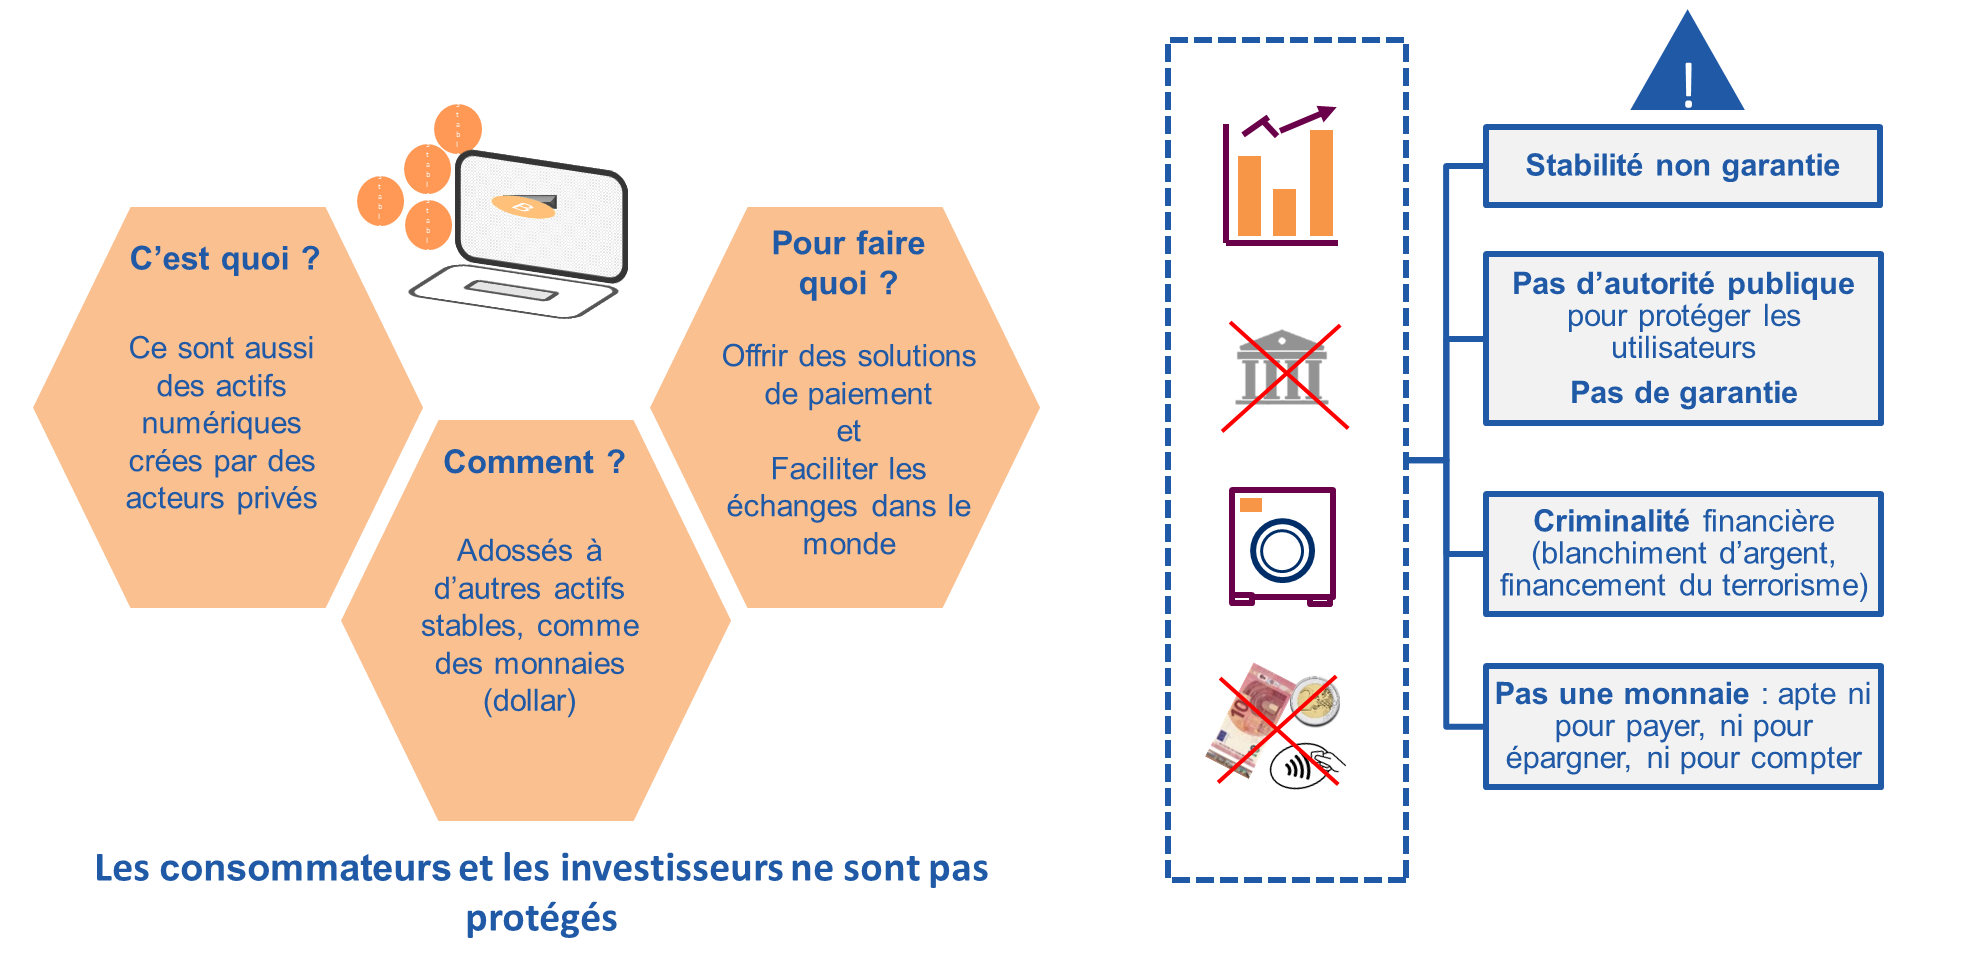 C’est quoi ?
Ce sont aussi
des actifs
numériques
crées par des
acteurs privés
Comment ?
Adossés à
d’autres actifs
stables, comme
des monnaies
(dollar)
Pour faire
quoi ?
Offrir des solutions
de paiement
et
Faciliter les
échanges dans le
monde
Les consommateurs et les investisseurs ne sont pas
protégés
!
Stabilité non garantie
Pas d’autorité publique
pour protéger les
utilisateurs
Pas de garantie
Criminalité financière
(blanchiment d’argent,
financement du terrorisme)
Pas une monnaie : apte ni
pour payer, ni pour
épargner, ni pour compter